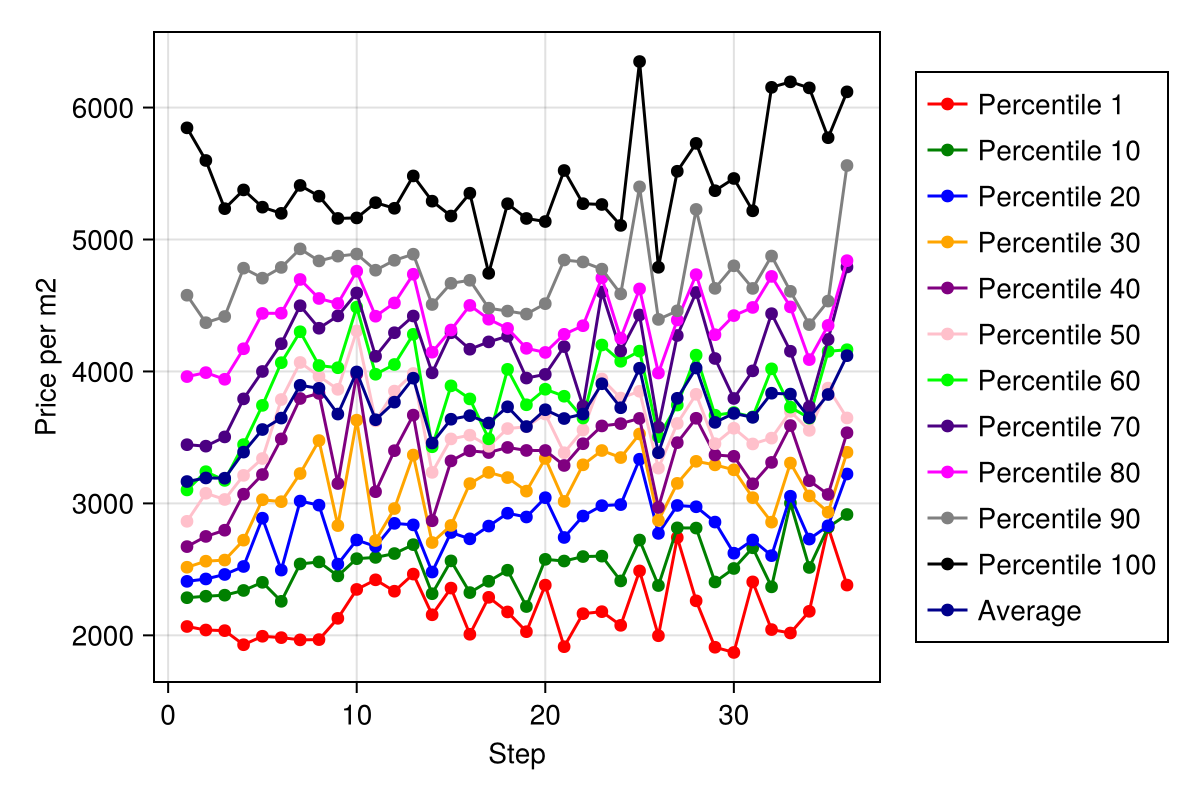 6000
5000
4000
3000
2000
Price per m2
0 10 20 30
Step
Percentile 1
Percentile 10
Percentile 20
Percentile 30
Percentile 40
Percentile 50
Percentile 60
Percentile 70
Percentile 80
Percentile 90
Percentile 100
Average